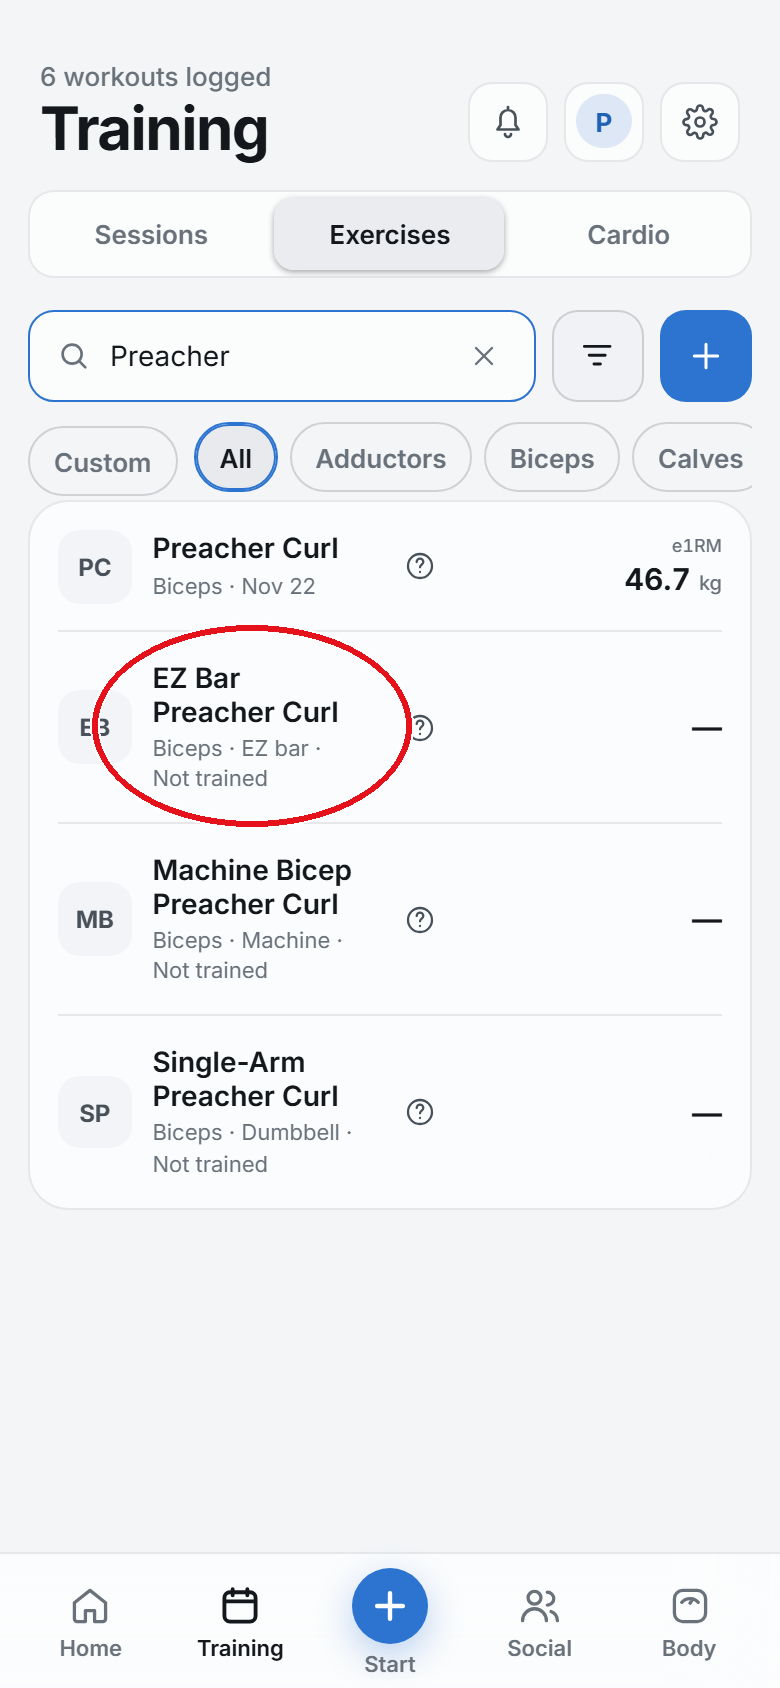 6 workouts logged
Training
P
Sessions
Exercises
Cardio
Preacher
Custom
All
Adductors
Biceps
Calves
PC
Preacher Curl
Biceps · Nov 22
e1RM
46.7 kg
EB
EZ Bar
Preacher Curl
Biceps · EZ bar ·
Not trained
—
MB
Machine Bicep
Preacher Curl
Biceps · Machine ·
Not trained
—
SP
Single-Arm
Preacher Curl
Biceps · Dumbbell ·
Not trained
—
Home
Training
Start
Social
Body